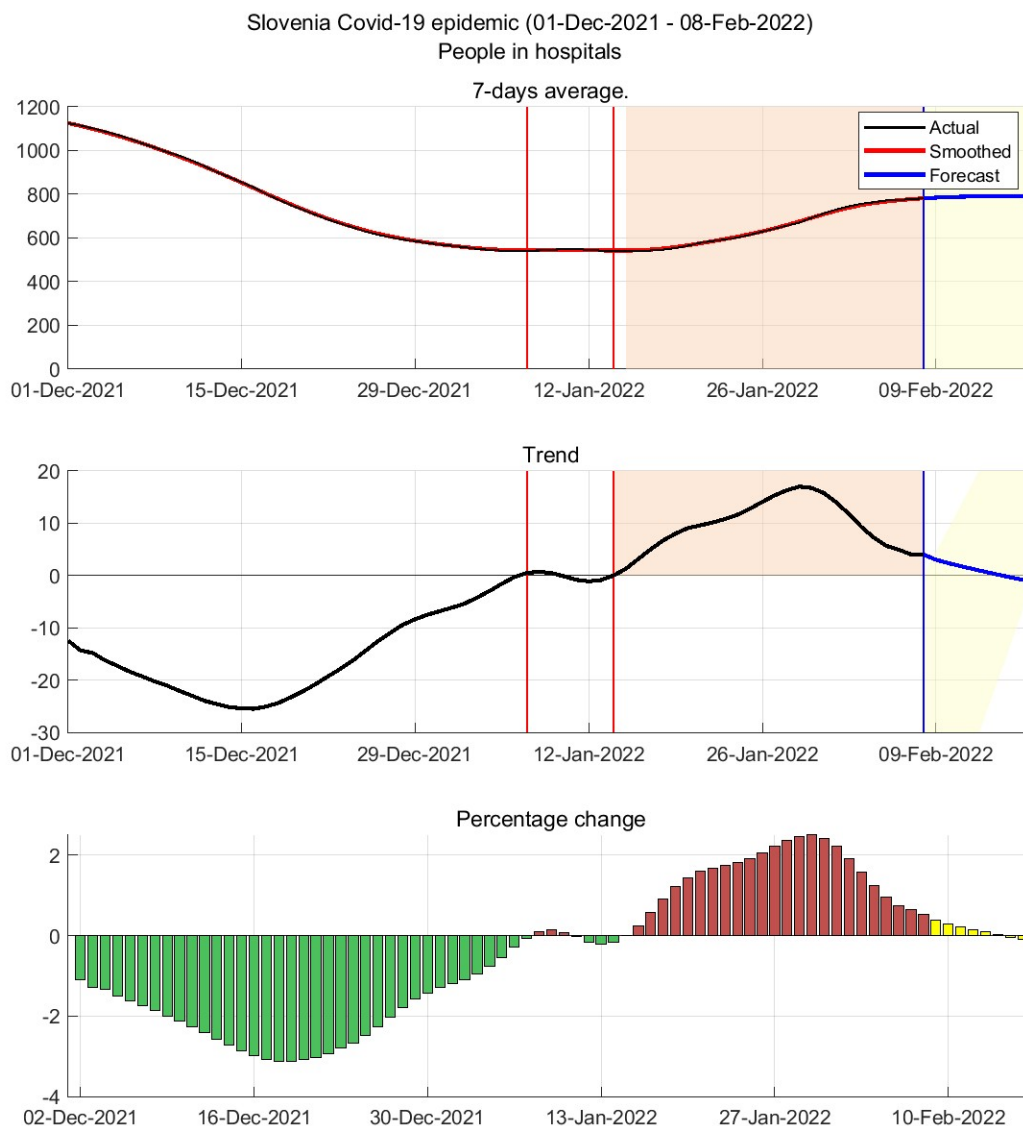 Slovenia Covid-19 epidemic (01-Dec-2021 - 08-Feb-2022)
People in hospitals
7-days average.
1200
1000
800
600
400
200
0
Actual
Smoothed
Forecast
01-Dec-2021 15-Dec-2021 29-Dec-2021 12-Jan-2022 26-Jan-2022 09-Feb-2022
Trend
20
10
0
-10
-20
-30
01-Dec-2021 15-Dec-2021 29-Dec-2021 12-Jan-2022 26-Jan-2022 09-Feb-2022
Percentage change
2
0
-2
-4
02-Dec-2021 16-Dec-2021 30-Dec-2021 13-Jan-2022 27-Jan-2022 10-Feb-2022